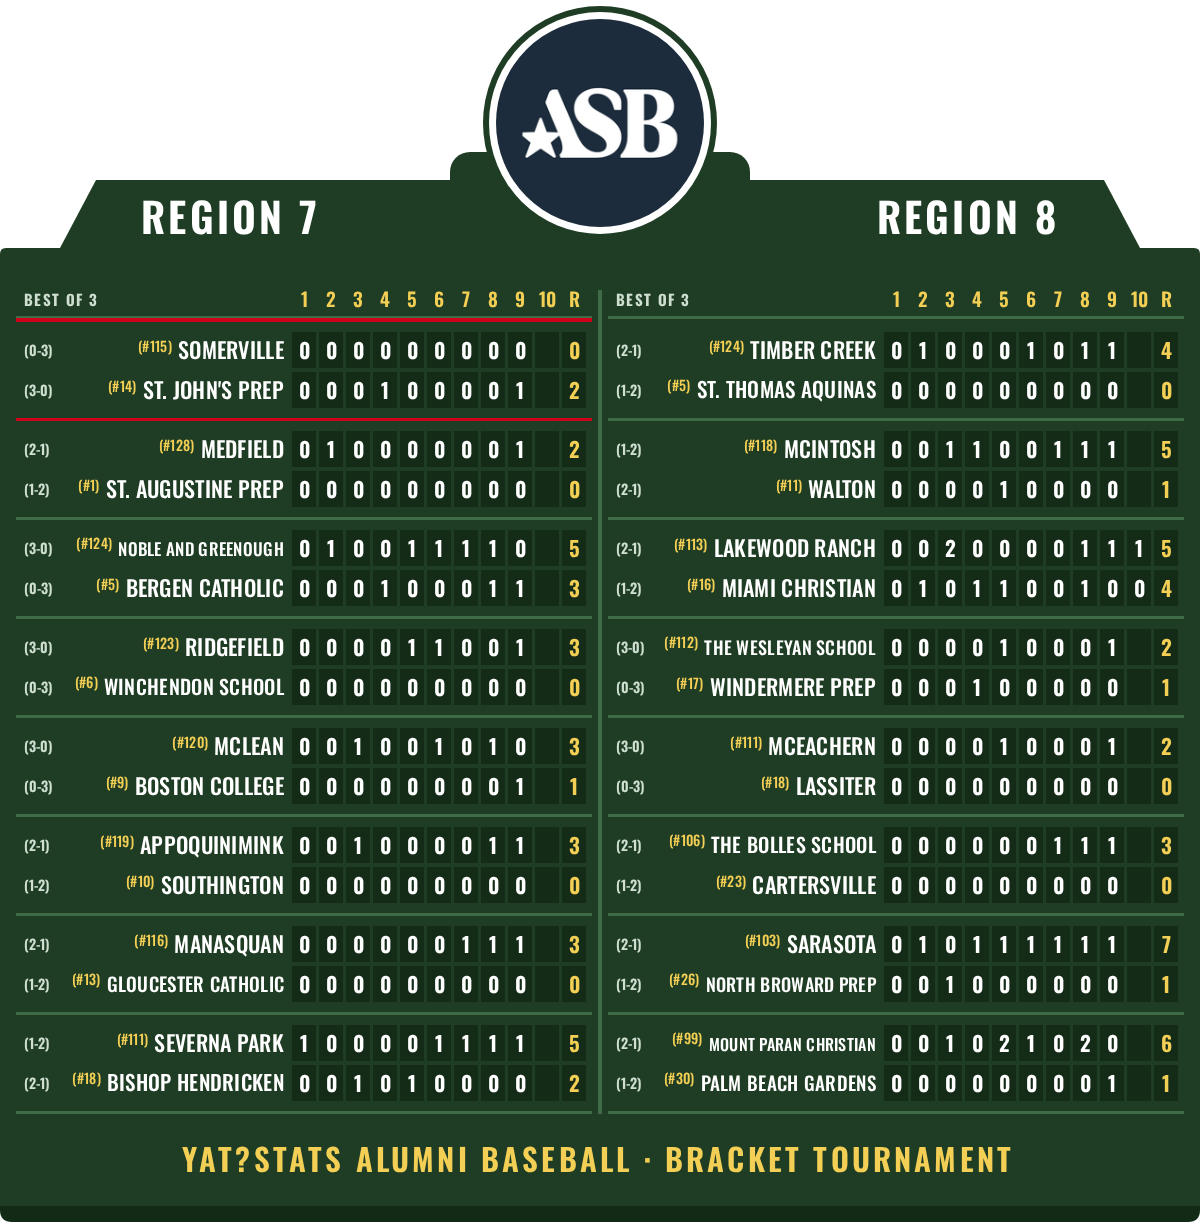 ASB
REGION 7
REGION 8
BEST OF 3 1 2 3 4 5 6 7 8 9 10 R
(0-3) (#115) SOMERVILLE 0 0 0 0 0 0 0 0 0 0
(3-0) (#14) ST. JOHN'S PREP 0 0 0 1 0 0 0 0 1 2
(2-1) (#128) MEDFIELD 0 1 0 0 0 0 0 0 1 2
(1-2) (#1) ST. AUGUSTINE PREP 0 0 0 0 0 0 0 0 0 0
(3-0) (#124) NOBLE AND GREENOUGH 0 1 0 0 1 1 1 1 0 5
(0-3) (#5) BERGEN CATHOLIC 0 0 0 1 0 0 0 1 1 3
(3-0) (#123) RIDGEFIELD 0 0 0 0 1 1 0 0 1 3
(0-3) (#6) WINCHENDON SCHOOL 0 0 0 0 0 0 0 0 0 0
(3-0) (#120) MCLEAN 0 0 1 0 0 1 0 1 0 3
(0-3) (#9) BOSTON COLLEGE 0 0 0 0 0 0 0 0 1 1
(2-1) (#119) APPOQUINIMINK 0 0 1 0 0 0 0 1 1 3
(1-2) (#10) SOUTHINGTON 0 0 0 0 0 0 0 0 0 0
(2-1) (#116) MANASQUAN 0 0 0 0 0 0 1 1 1 3
(1-2) (#13) GLOUCESTER CATHOLIC 0 0 0 0 0 0 0 0 0 0
(1-2) (#111) SEVERNA PARK 1 0 0 0 0 1 1 1 1 5
(2-1) (#18) BISHOP HENDRICKEN 0 0 1 0 1 0 0 0 0 2
BEST OF 3 1 2 3 4 5 6 7 8 9 10 R
(2-1) (#124) TIMBER CREEK 0 1 0 0 0 1 0 1 1 4
(1-2) (#5) ST. THOMAS AQUINAS 0 0 0 0 0 0 0 0 0 0
(1-2) (#118) MCINTOSH 0 0 1 1 0 0 1 1 1 5
(2-1) (#11) WALTON 0 0 0 0 1 0 0 0 0 1
(2-1) (#113) LAKEWOOD RANCH 0 0 2 0 0 0 0 1 1 1 5
(1-2) (#16) MIAMI CHRISTIAN 0 1 0 1 1 0 0 1 0 0 4
(3-0) (#112) THE WESLEYAN SCHOOL 0 0 0 0 1 0 0 0 1 2
(0-3) (#17) WINDERMERE PREP 0 0 0 1 0 0 0 0 0 1
(3-0) (#111) MCEACHERN 0 0 0 0 1 0 0 0 1 2
(0-3) (#18) LASSITER 0 0 0 0 0 0 0 0 0 0
(2-1) (#106) THE BOLLES SCHOOL 0 0 0 0 0 0 1 1 1 3
(1-2) (#23) CARTERSVILLE 0 0 0 0 0 0 0 0 0 0
(2-1) (#103) SARASOTA 0 1 0 1 1 1 1 1 1 7
(1-2) (#26) NORTH BROWARD PREP 0 0 1 0 0 0 0 0 0 1
(2-1) (#99) MOUNT PARAN CHRISTIAN 0 0 1 0 2 1 0 2 0 6
(1-2) (#30) PALM BEACH GARDENS 0 0 0 0 0 0 0 0 1 1
YAT?STATS ALUMNI BASEBALL · BRACKET TOURNAMENT